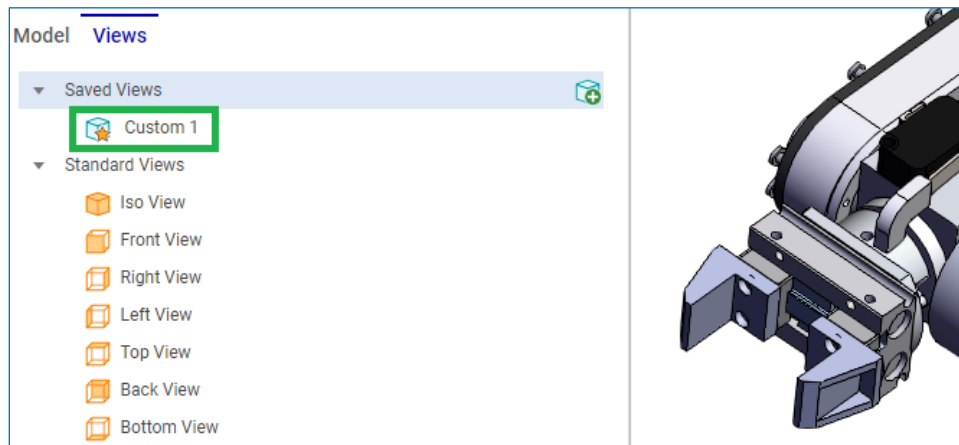 Model Views
Saved Views
Custom 1
Standard Views
Iso View
Front View
Right View
Left View
Top View
Back View
Bottom View